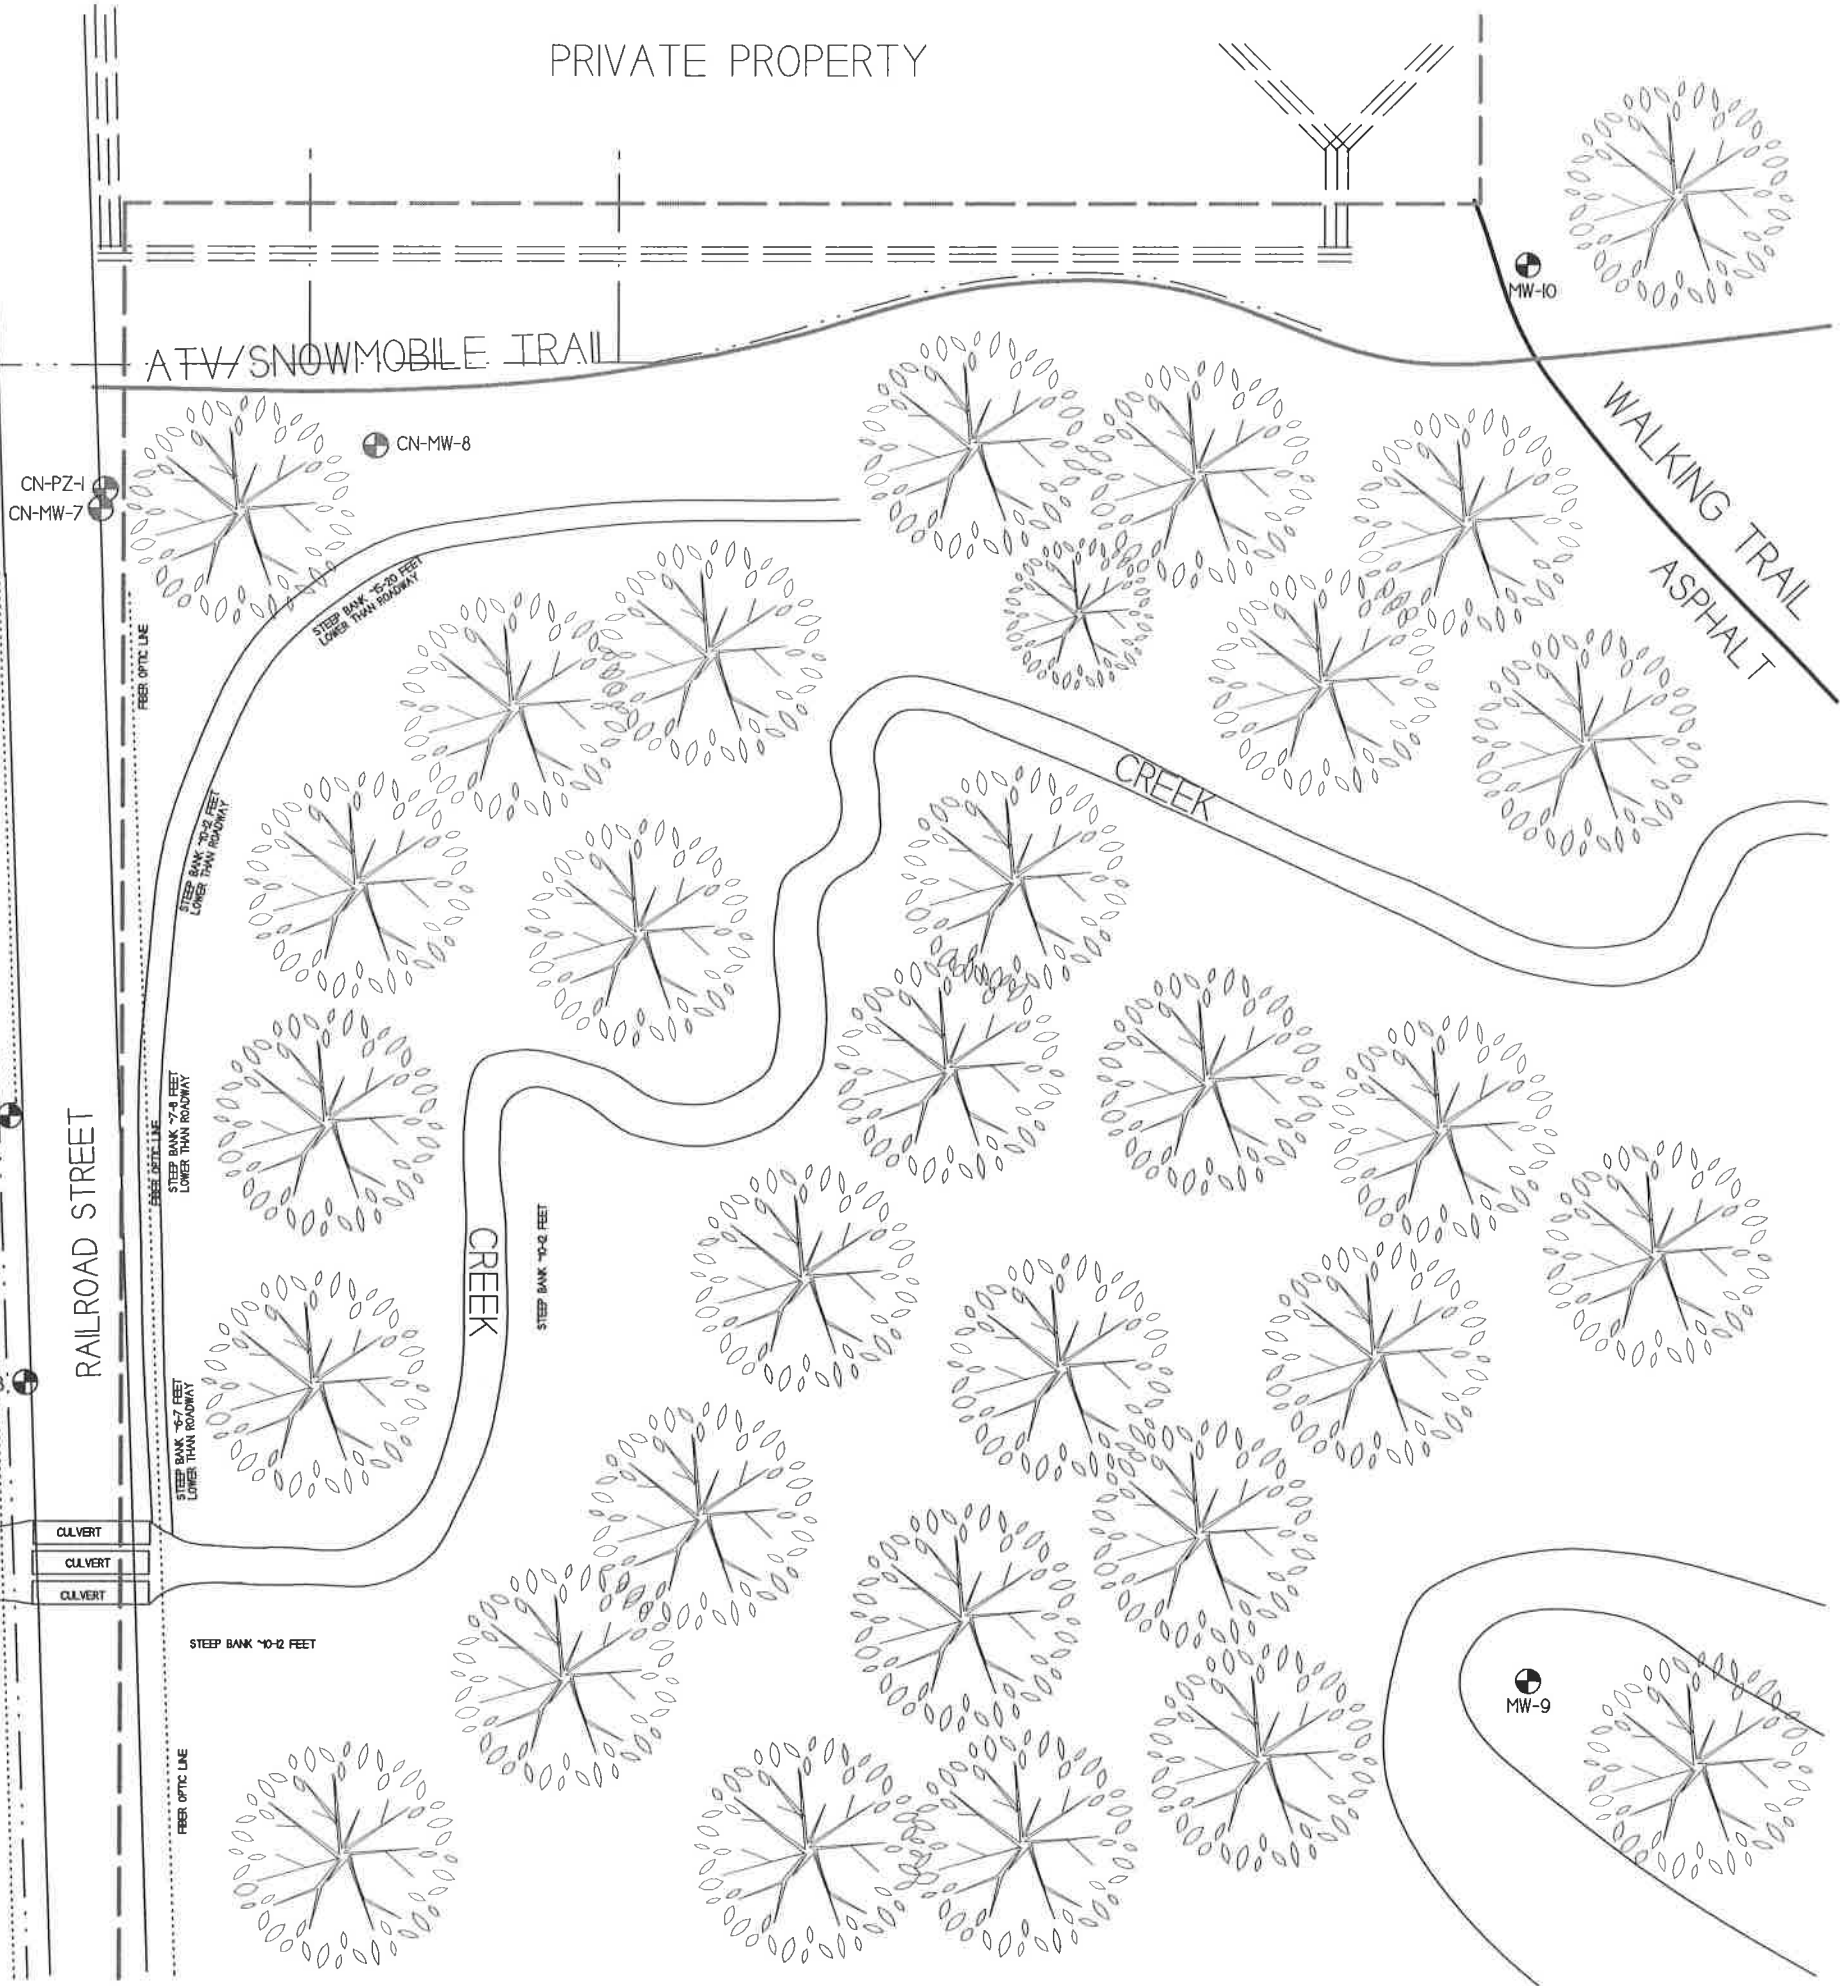 PRIVATE PROPERTY
MW-10
ATV/SNOWMOBILE TRAIL
WALKING TRAIL
ASPHALT
CN-MW-8
CN-PZ-1
CN-MW-7
STEEP BANK ~15-20 FEET
LOWER THAN ROADWAY
FIBER OPTIC LINE
CREEK
STEEP BANK ~10-12 FEET
LOWER THAN ROADWAY
STEEP BANK ~7-8 FEET
LOWER THAN ROADWAY
FIBER OPTIC LINE
RAILROAD STREET
CREEK
STEEP BANK ~10-12 FEET
STEEP BANK ~6-7 FEET
LOWER THAN ROADWAY
CULVERT
CULVERT
CULVERT
STEEP BANK ~10-12 FEET
MW-9
FIBER OPTIC LINE